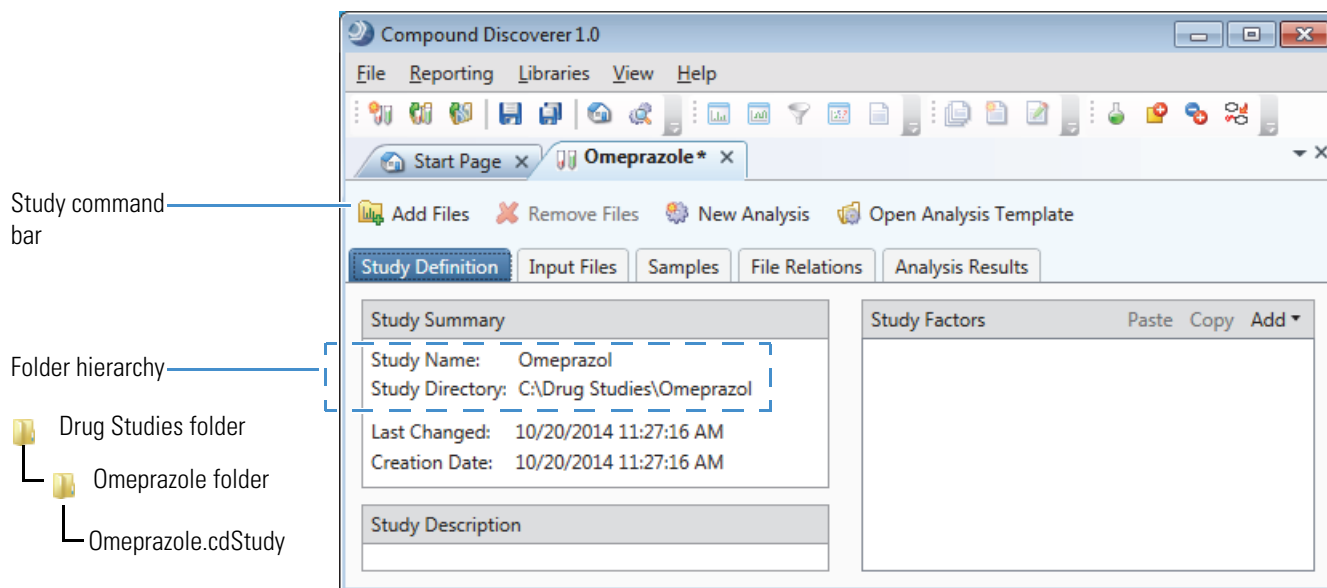 Compound Discoverer 1.0
File Reporting Libraries View Help
Start Page Omeprazole*
Study command
bar
Add Files Remove Files New Analysis Open Analysis Template
Study Definition Input Files Samples File Relations Analysis Results
Study Summary
Study Factors Paste Copy Add
Folder hierarchy
Study Name: Omeprazol
Study Directory: C:\Drug Studies\Omeprazol
Last Changed: 10/20/2014 11:27:16 AM
Creation Date: 10/20/2014 11:27:16 AM
Drug Studies folder
Omeprazole folder
Omeprazole.cdStudy
Study Description